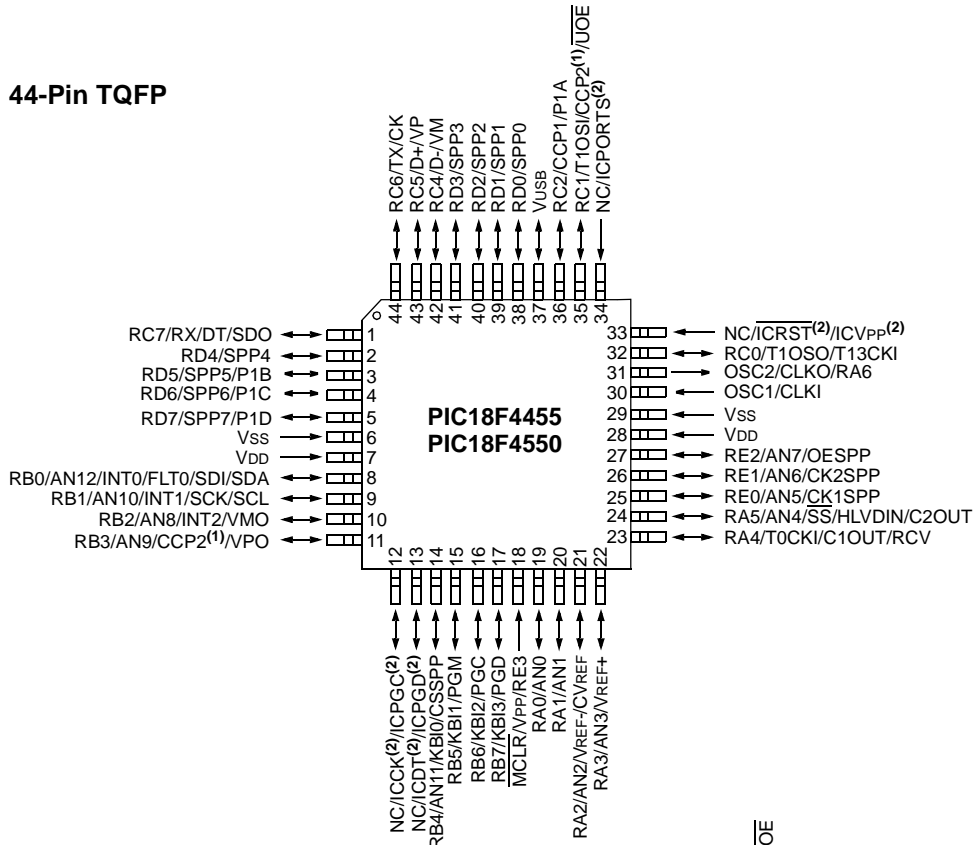 44-Pin TQFP
RC6/TX/CK
RC5/D+/VP
RC4/D-/VM
RD3/SPP3
RD2/SPP2
RD1/SPP1
RD0/SPP0
VUSB
RC2/CCP1/P1A
RC1/T1OSI/CCP2(1)/UOE
NC/ICPORTS(2)
44
43
42
41
40
39
38
37
36
35
34
RC7/RX/DT/SDO 1
RD4/SPP4 2
RD5/SPP5/P1B 3
RD6/SPP6/P1C 4
RD7/SPP7/P1D 5
VSS 6
VDD 7
RB0/AN12/INT0/FLT0/SDI/SDA 8
RB1/AN10/INT1/SCK/SCL 9
RB2/AN8/INT2/VMO 10
RB3/AN9/CCP2(1)/VPO 11
PIC18F4455
PIC18F4550
33 NC/ICRST(2)/ICVPP(2)
32 RC0/T1OSO/T13CKI
31 OSC2/CLKO/RA6
30 OSC1/CLKI
29 VSS
28 VDD
27 RE2/AN7/OESPP
26 RE1/AN6/CK2SPP
25 RE0/AN5/CK1SPP
24 RA5/AN4/SS/HLVDIN/C2OUT
23 RA4/T0CKI/C1OUT/RCV
12
13
14
15
16
17
18
19
20
21
22
NC/ICCK(2)/ICPGC(2)
NC/ICDT(2)/ICPGD(2)
RB4/AN11/KBI0/CSSPP
RB5/KBI1/PGM
RB6/KBI2/PGC
RB7/KBI3/PGD
MCLR/VPP/RE3
RA0/AN0
RA1/AN1
RA2/AN2/VREF-/CVREF
RA3/AN3/VREF+
OE